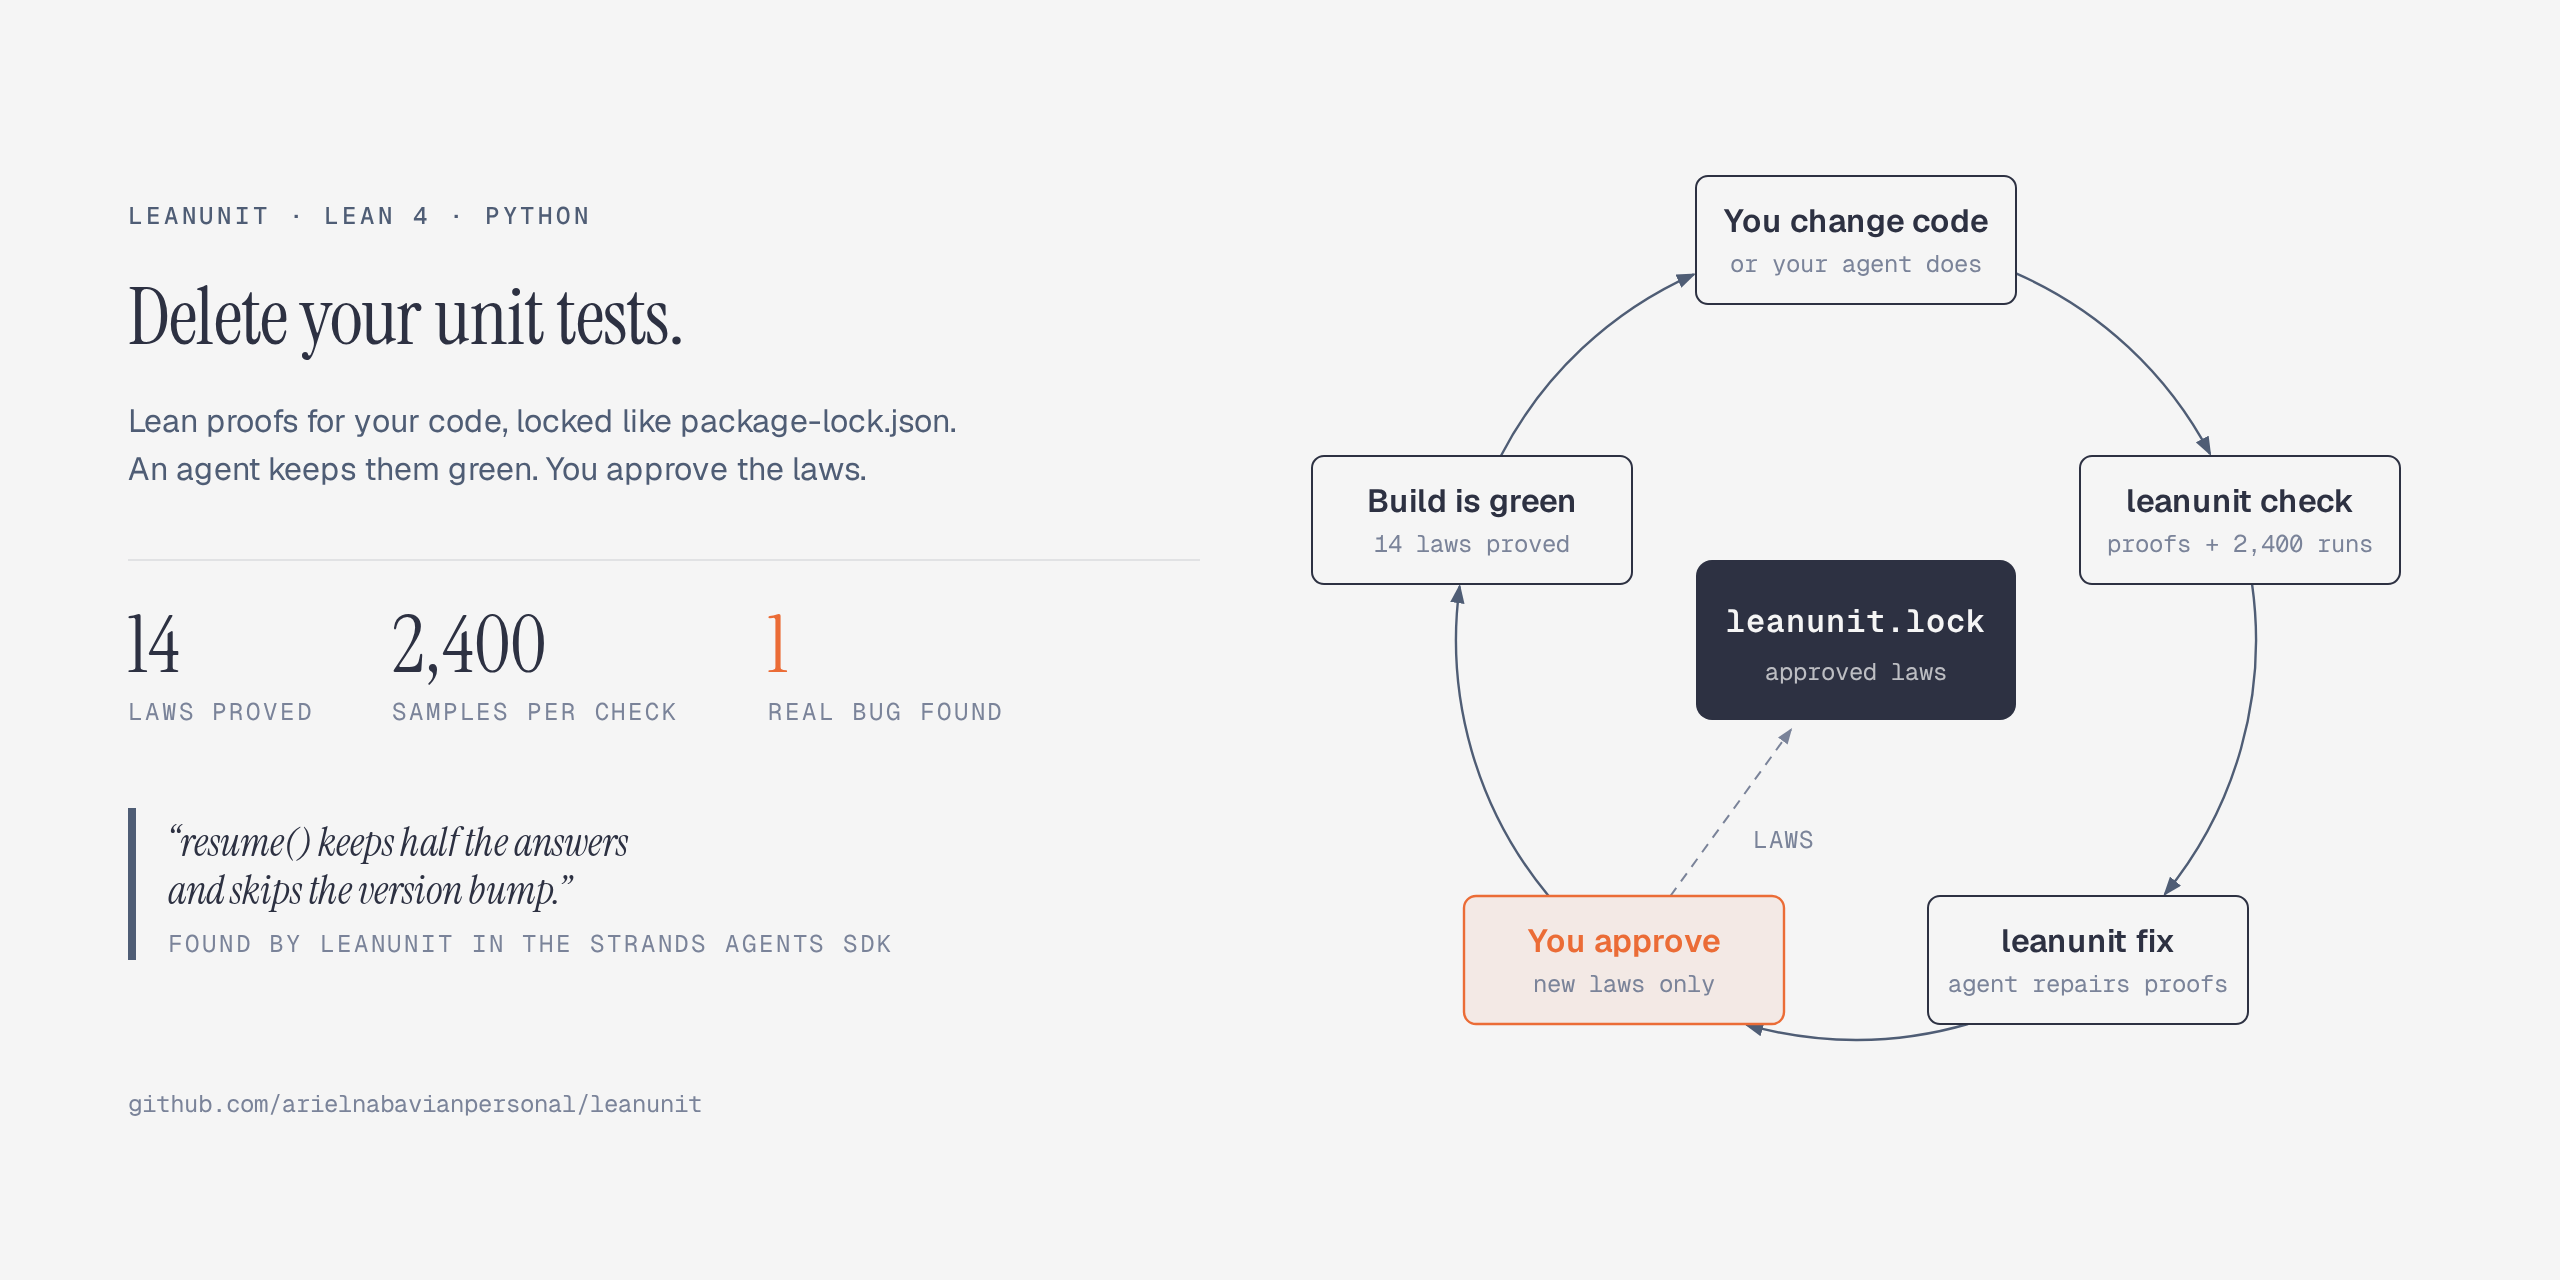 LEANUNIT · LEAN 4 · PYTHON
Delete your unit tests.
Lean proofs for your code, locked like package-lock.json.
An agent keeps them green. You approve the laws.
14
LAWS PROVED
2,400
SAMPLES PER CHECK
1
REAL BUG FOUND
“resume() keeps half the answers
and skips the version bump.”
FOUND BY LEANUNIT IN THE STRANDS AGENTS SDK
github.com/arielnabavianpersonal/leanunit
You change code
or your agent does
leanunit check
proofs + 2,400 runs
leanunit fix
agent repairs proofs
You approve
new laws only
Build is green
14 laws proved
leanunit.lock
approved laws
LAWS